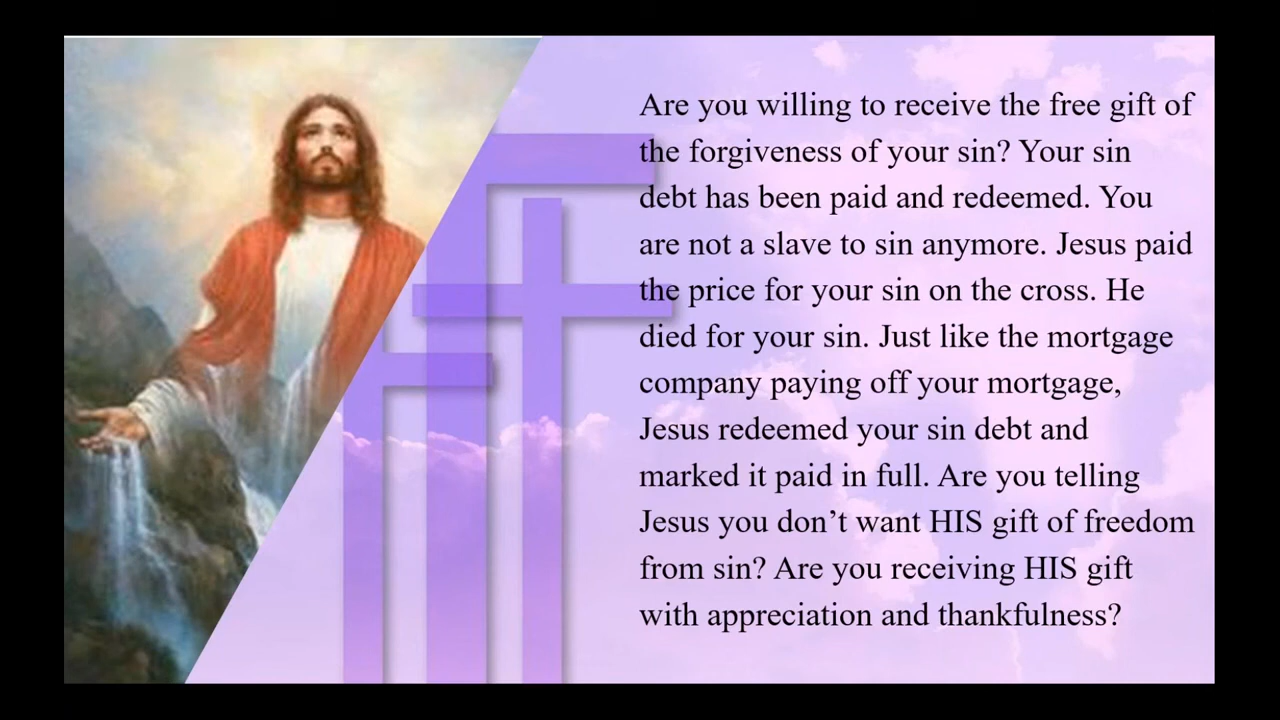 Are you willing to receive the free gift of
the forgiveness of your sin? Your sin
debt has been paid and redeemed. You
are not a slave to sin anymore. Jesus paid
the price for your sin on the cross. He
died for your sin. Just like the mortgage
company paying off your mortgage,
Jesus redeemed your sin debt and
marked it paid in full. Are you telling
Jesus you don’t want HIS gift of freedom
from sin? Are you receiving HIS gift
with appreciation and thankfulness?